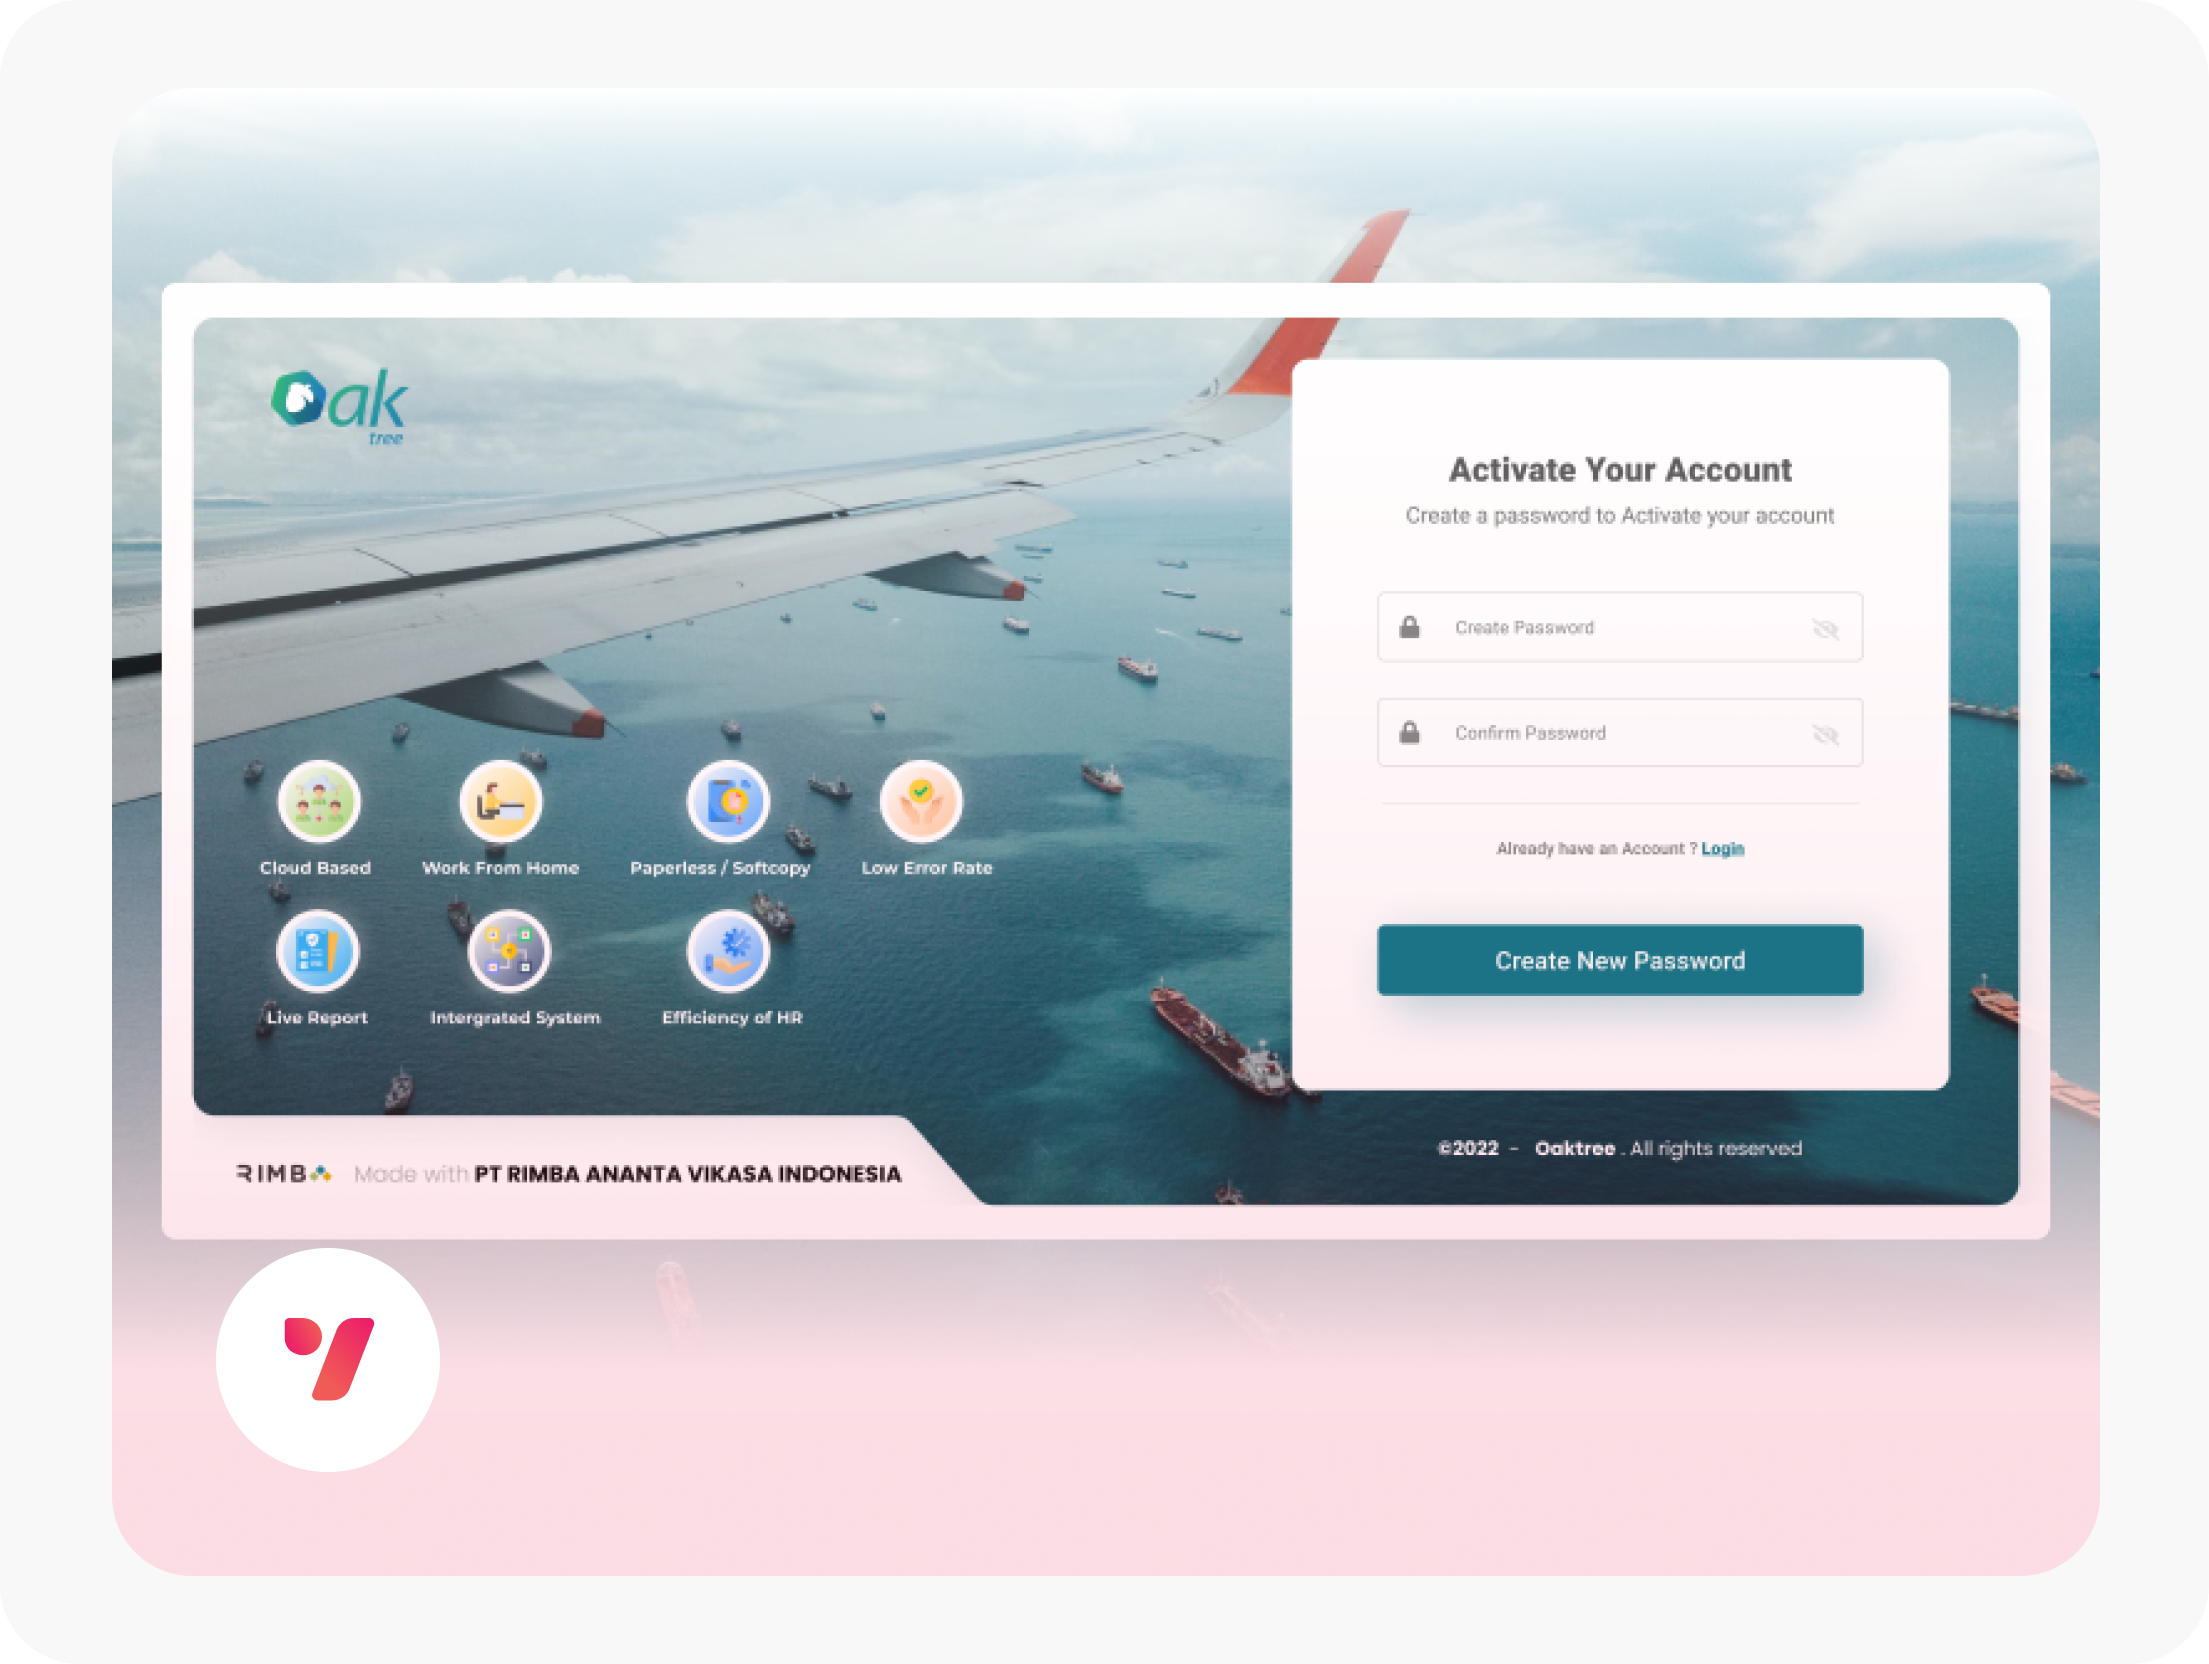 Oak
tree
Activate Your Account
Create a password to Activate your account
Create Password
Confirm Password
Already have an Account ? Login
Create New Password
Cloud Based
Work From Home
Paperless / Softcopy
Low Error Rate
Live Report
Intergrated System
Efficiency of HR
RIMBA Made with PT RIMBA ANANTA VIKASA INDONESIA
©2022 - Oaktree . All rights reserved